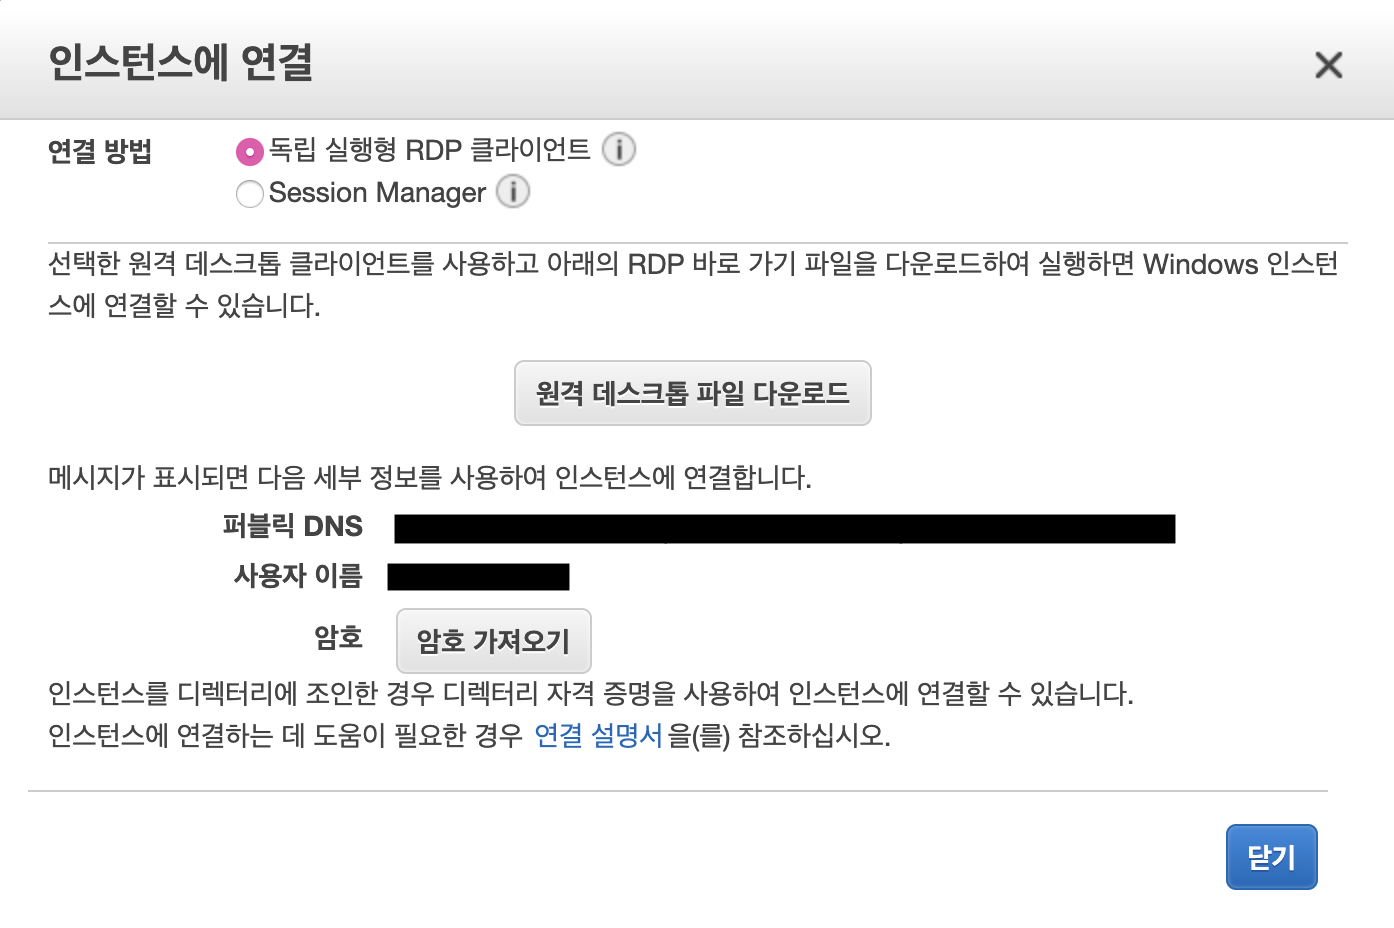 인스턴스에 연결
연결 방법
독립 실행형 RDP 클라이언트
Session Manager
선택한 원격 데스크톱 클라이언트를 사용하고 아래의 RDP 바로 가기 파일을 다운로드하여 실행하면 Windows 인스턴
스에 연결할 수 있습니다.
원격 데스크톱 파일 다운로드
메시지가 표시되면 다음 세부 정보를 사용하여 인스턴스에 연결합니다.
퍼블릭 DNS
사용자 이름
암호 암호 가져오기
인스턴스를 디렉터리에 조인한 경우 디렉터리 자격 증명을 사용하여 인스턴스에 연결할 수 있습니다.
인스턴스에 연결하는 데 도움이 필요한 경우 연결 설명서을(를) 참조하십시오.
닫기